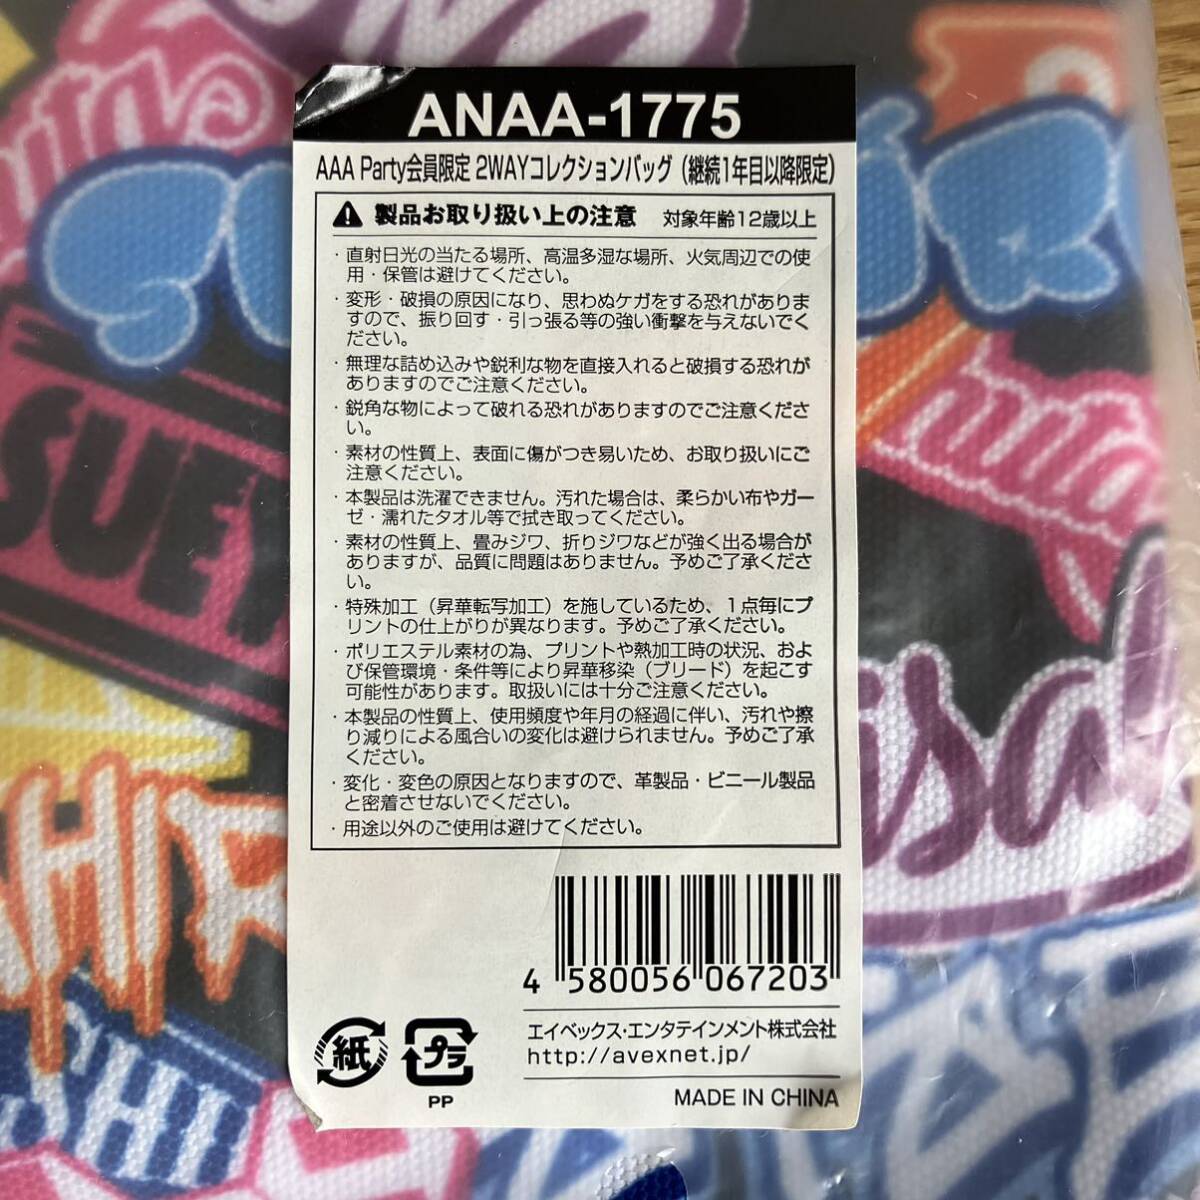 ANAA-1775
AAA Party会員限定 2WAYコレクションバッグ (継続1年目以降限定)
製品お取り扱い上の注意 対象年齢12歳以上
・直射日光の当たる場所、高温多湿な場所、火気周辺での使
用・保管は避けてください。
・変形・破損の原因になり、思わぬケガをする恐れがありま
すので、振り回す・引っ張る等の強い衝撃を与えないでく
ださい。
・無理な詰め込みや鋭利な物を直接入れると破損する恐れが
ありますのでご注意ください。
・鋭角な物によって破れる恐れがありますのでご注意くださ
い。
・素材の性質上、表面に傷がつき易いため、お取り扱いにご
注意ください。
・本製品は洗濯できません。汚れた場合は、柔らかい布やガー
ゼ・濡れたタオル等で拭き取ってください。
・素材の性質上、畳みジワ、折りジワなどが強く出る場合が
ありますが、品質に問題はありません。予めご了承くださ
い。
・特殊加工（昇華転写加工）を施しているため、1点毎にプ
リントの仕上がりが異なります。予めご了承ください。
・ポリエステル素材の為、プリントや熱加工時の状況、およ
び保管環境・条件等により昇華移染（ブリード）を起こす
可能性があります。取扱いには十分ご注意ください。
・本製品の性質上、使用頻度や年月の経過に伴い、汚れや擦
り減りによる風合いの変化は避けられません。予めご了承
ください。
・変化・変色の原因となりますので、革製品・ビニール製品
と密着させないでください。
・用途以外のご使用は避けてください。
4 580056 067203
エイベックス・エンタテインメント株式会社
http://avexnet.jp/
紙 プラ
PP
MADE IN CHINA
SUEY
isa